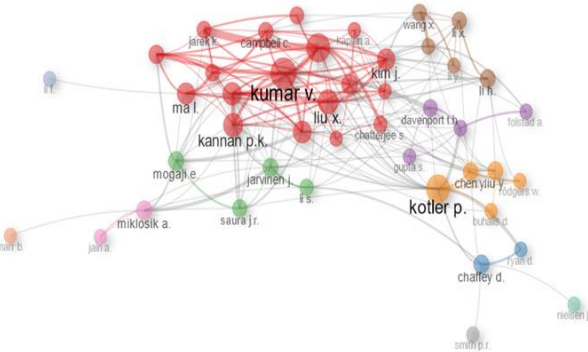 wang x.
li x.
jarek k.
campbell c.
kaplan a.
kim j.
li y.
li h.
li f.
ma l.
kumar v.
liu x.
davenport t.h.
folstad a.
kannan p.k.
chatterjee s.
mogaji e.
jarvinen j.
gupta s.
chen y.
liu y.
rodgers w.
li s.
kotler p.
miklosik a.
saura j.r.
buhalis d.
jain a.
ryan d.
chaffey d.
nielsen j.
smith p.r.